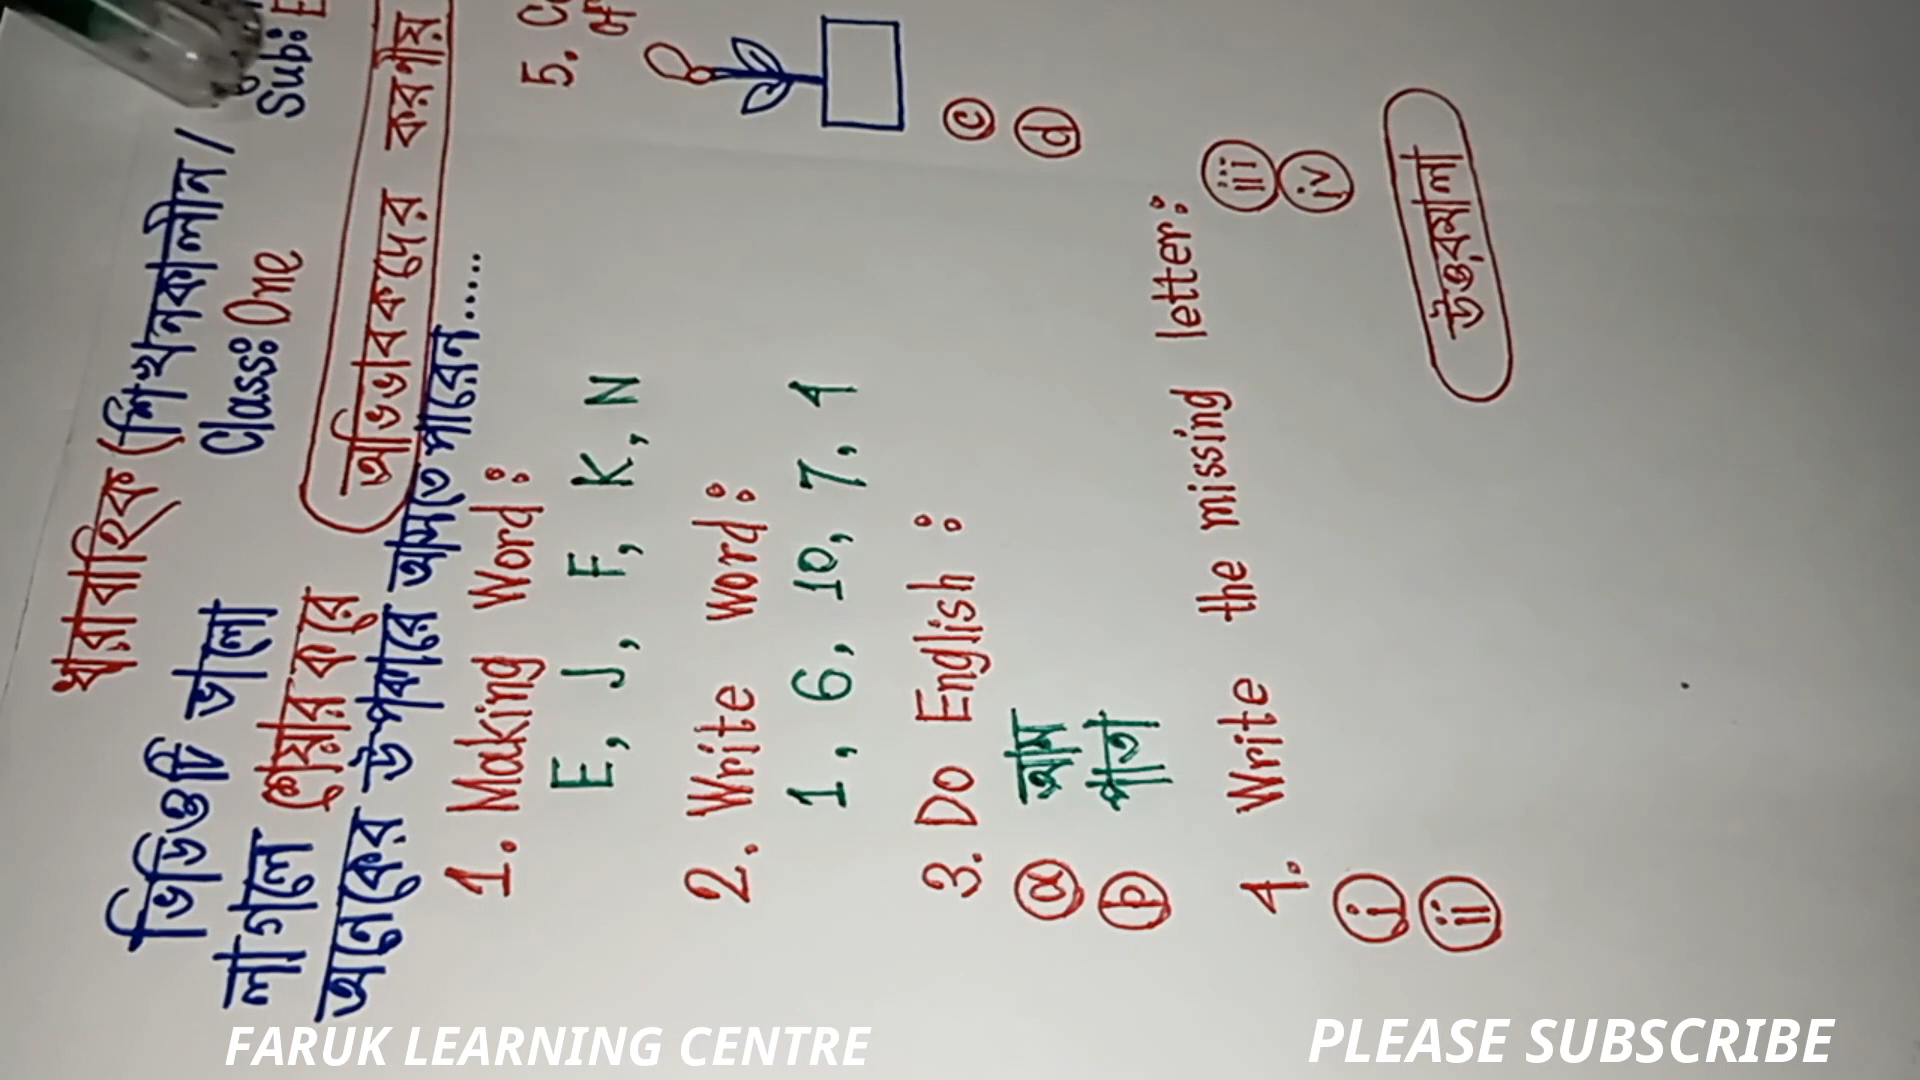 ধারাবাহিক (শিখনকালীন /
Class: One
Sub: E
ভিডিওটি ভালো
লাগলে শেয়ার করে
অভিভাবকদের করণীয়
অনেকের উপকারে আসতে পারেন......
1. Making Word:
E, J, F, K, N
2. Write word:
1, 6, 10, 7, 4
3. Do English:
ⓐ আম
ⓑ পাতা
ⓒ
ⓓ
4. Write the missing letter:
ⓘ
ii
iii
iv
5.
উত্তরমালা
FARUK LEARNING CENTRE
PLEASE SUBSCRIBE